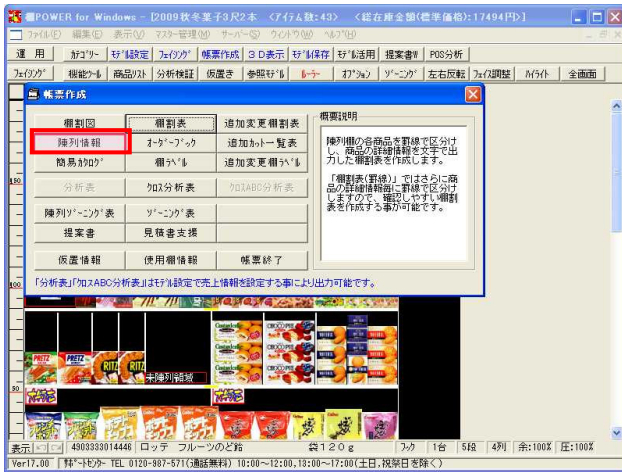 棚POWER for Windows - [2009秋冬菓子3尺2本 〈アイテム数:43〉 〈総在庫金額(標準価格):17494円〉]
ファイル(F) 編集(E) 表示(V) マスター管理(M) サーバー(S) ウィンドウ(W) ヘルプ(H)
運 用 カテゴリー モデル設定 フェイシング 帳票作成 3D表示 モデル保存 モデル活用 提案書W POS分析
フェイシング 機能ツール 商品リスト 分析検証 仮置き 参照モデル ルーラー オプション ゾーニング 左右反転 フェイス調整 ハイライト 全画面
帳票作成
棚割図 棚割表 追加変更棚割表
陳列情報 オーダーブック 追加カット一覧表
簡易カタログ 棚ラベル 追加変更棚ラベル
分析表 クロス分析表 クロスABC分析表
陳列ゾーニング表 ゾーニング表
提案書 見積書支援
仮置情報 使用棚情報 帳票終了
概要説明
陳列棚の各商品を罫線で区分け
し、商品の詳細情報を文字で出
力した棚割表を作成します。
「棚割表(罫線)」ではさらに商
品の詳細情報毎に罫線で区分け
しますので、確認しやすい棚割
表を作成する事が可能です。
「分析表」「クロスABC分析表」はモデル設定で売上情報を設定する事により出力可能です。
150
100
50
PRETZ PRETZ RITZ RITZ
未陳列領域
CHOCO PIE
表示 4903333014446 ロッテ フルーツのど飴 袋120g フック 1台 5段 4列 余:100% 圧:100%
Ver17.00 サポートセンター TEL 0120-987-571(通話無料) 10:00~12:00,13:00~17:00(土日,祝祭日を除く)